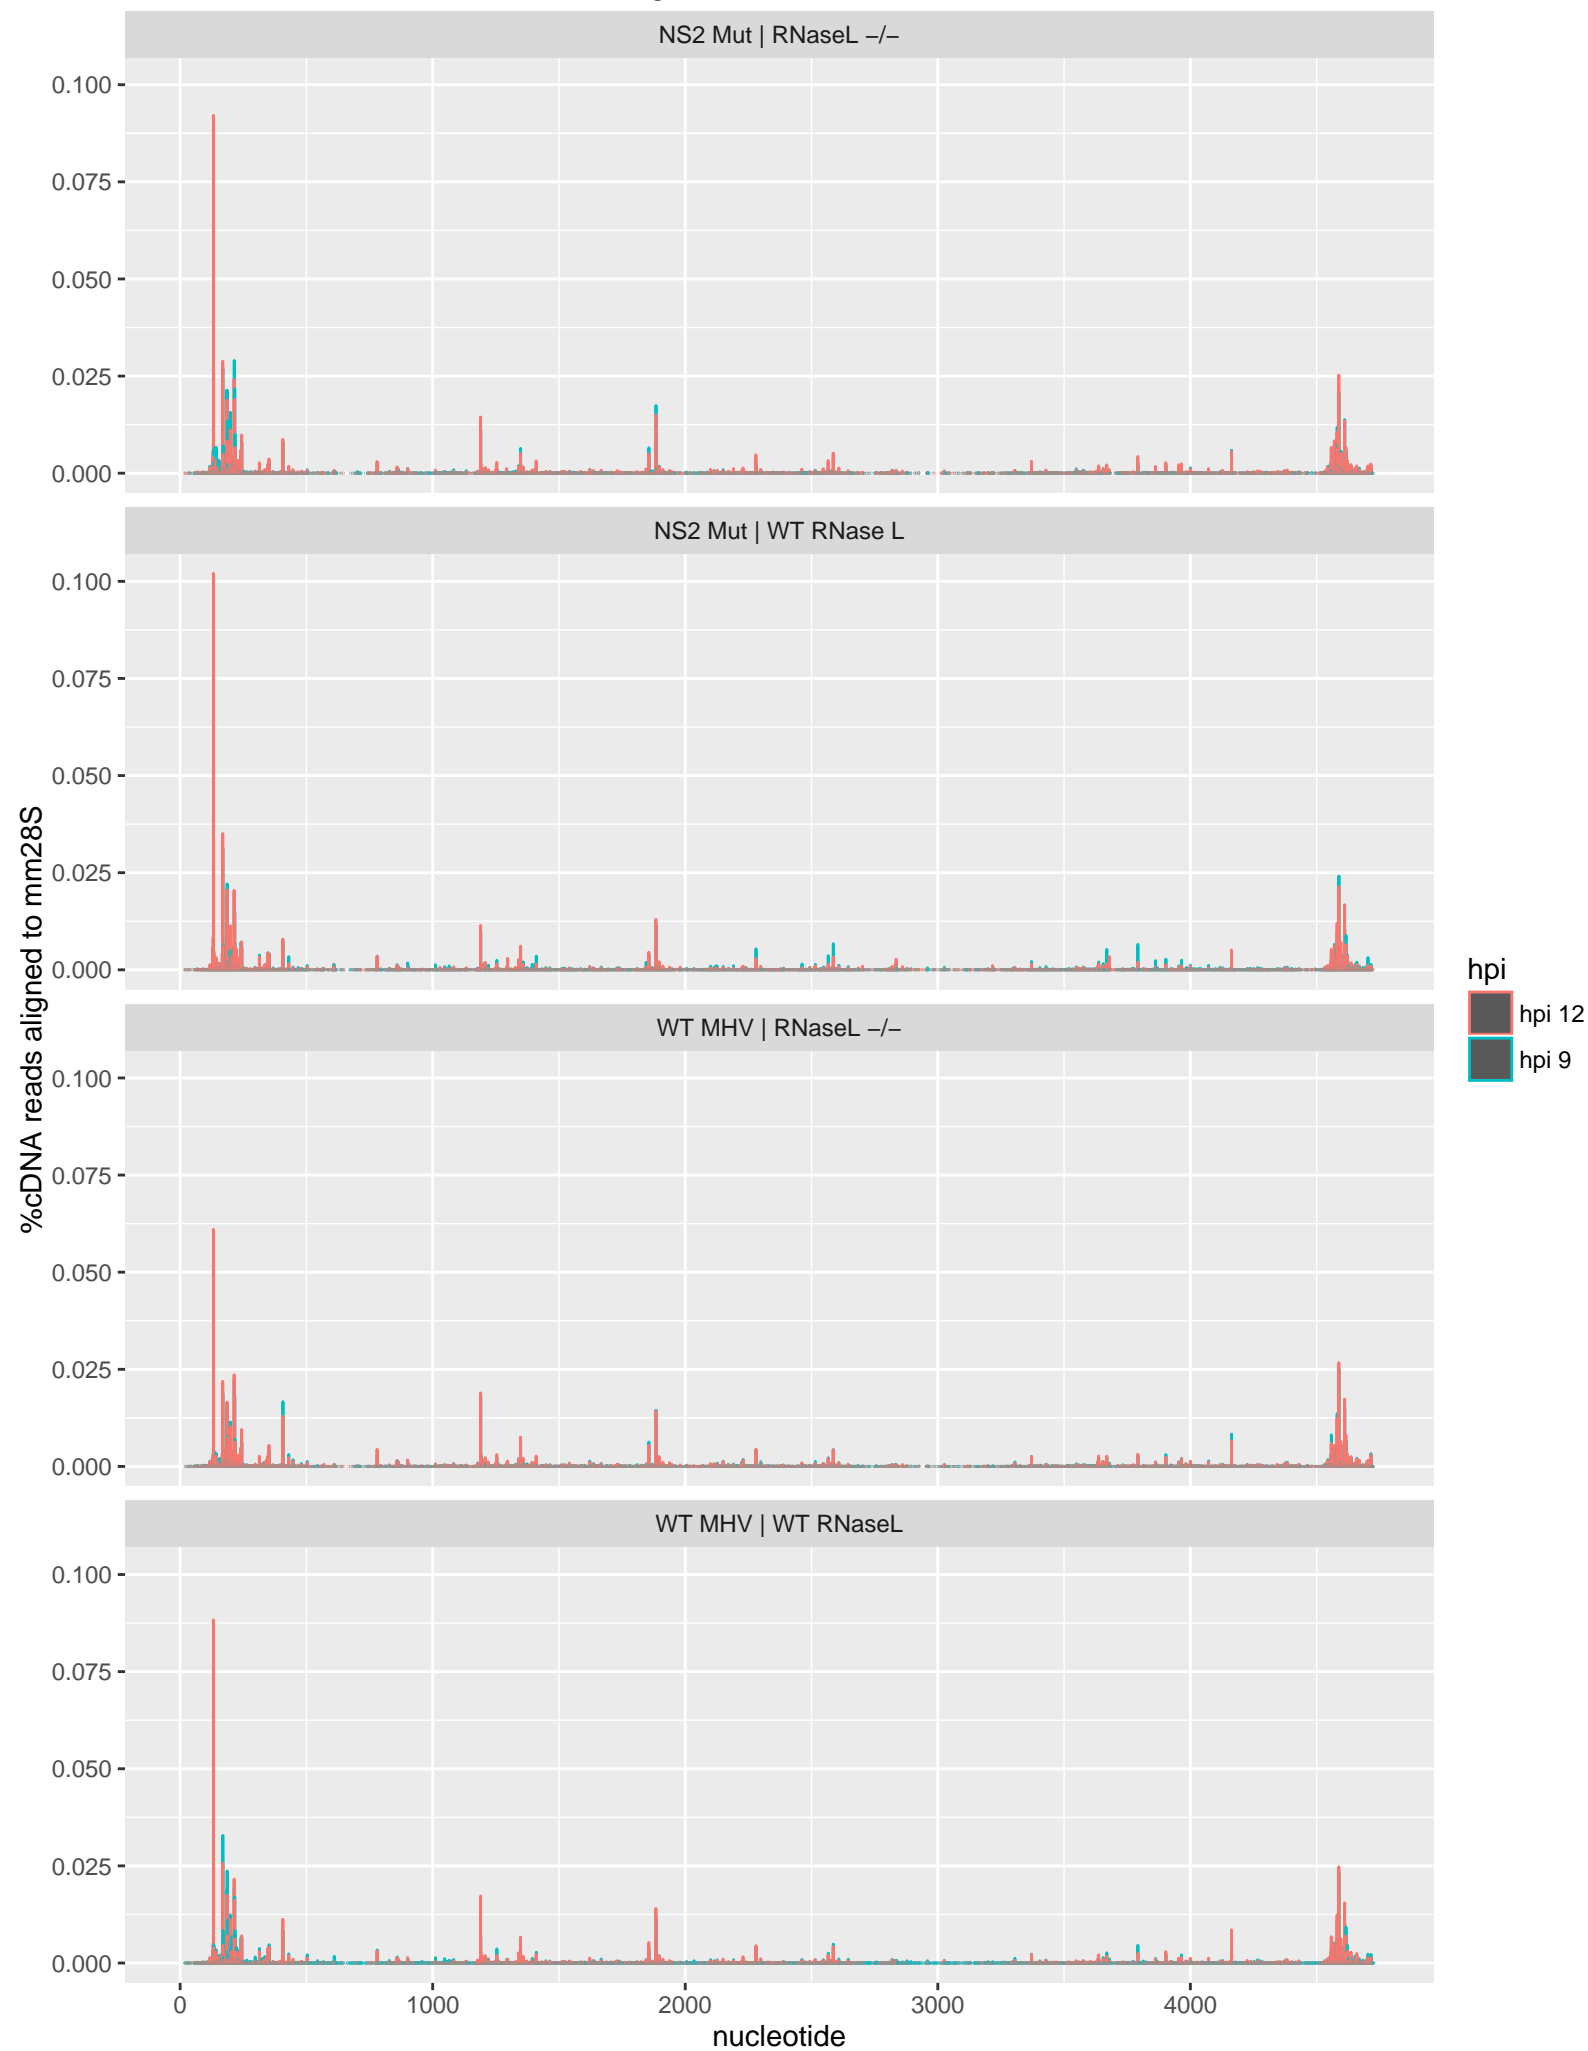 NS2 Mut | RNaseL −/−
0.100
0.075
0.050
0.025
0.000
NS2 Mut | WT RNase L
0.100
0.075
0.050
0.025
0.000
%cDNA reads aligned to mm28S
WT MHV | RNaseL −/−
0.100
0.075
0.050
0.025
0.000
hpi
hpi 12
hpi 9
WT MHV | WT RNaseL
0.100
0.075
0.050
0.025
0.000
0 1000 2000 3000 4000
nucleotide